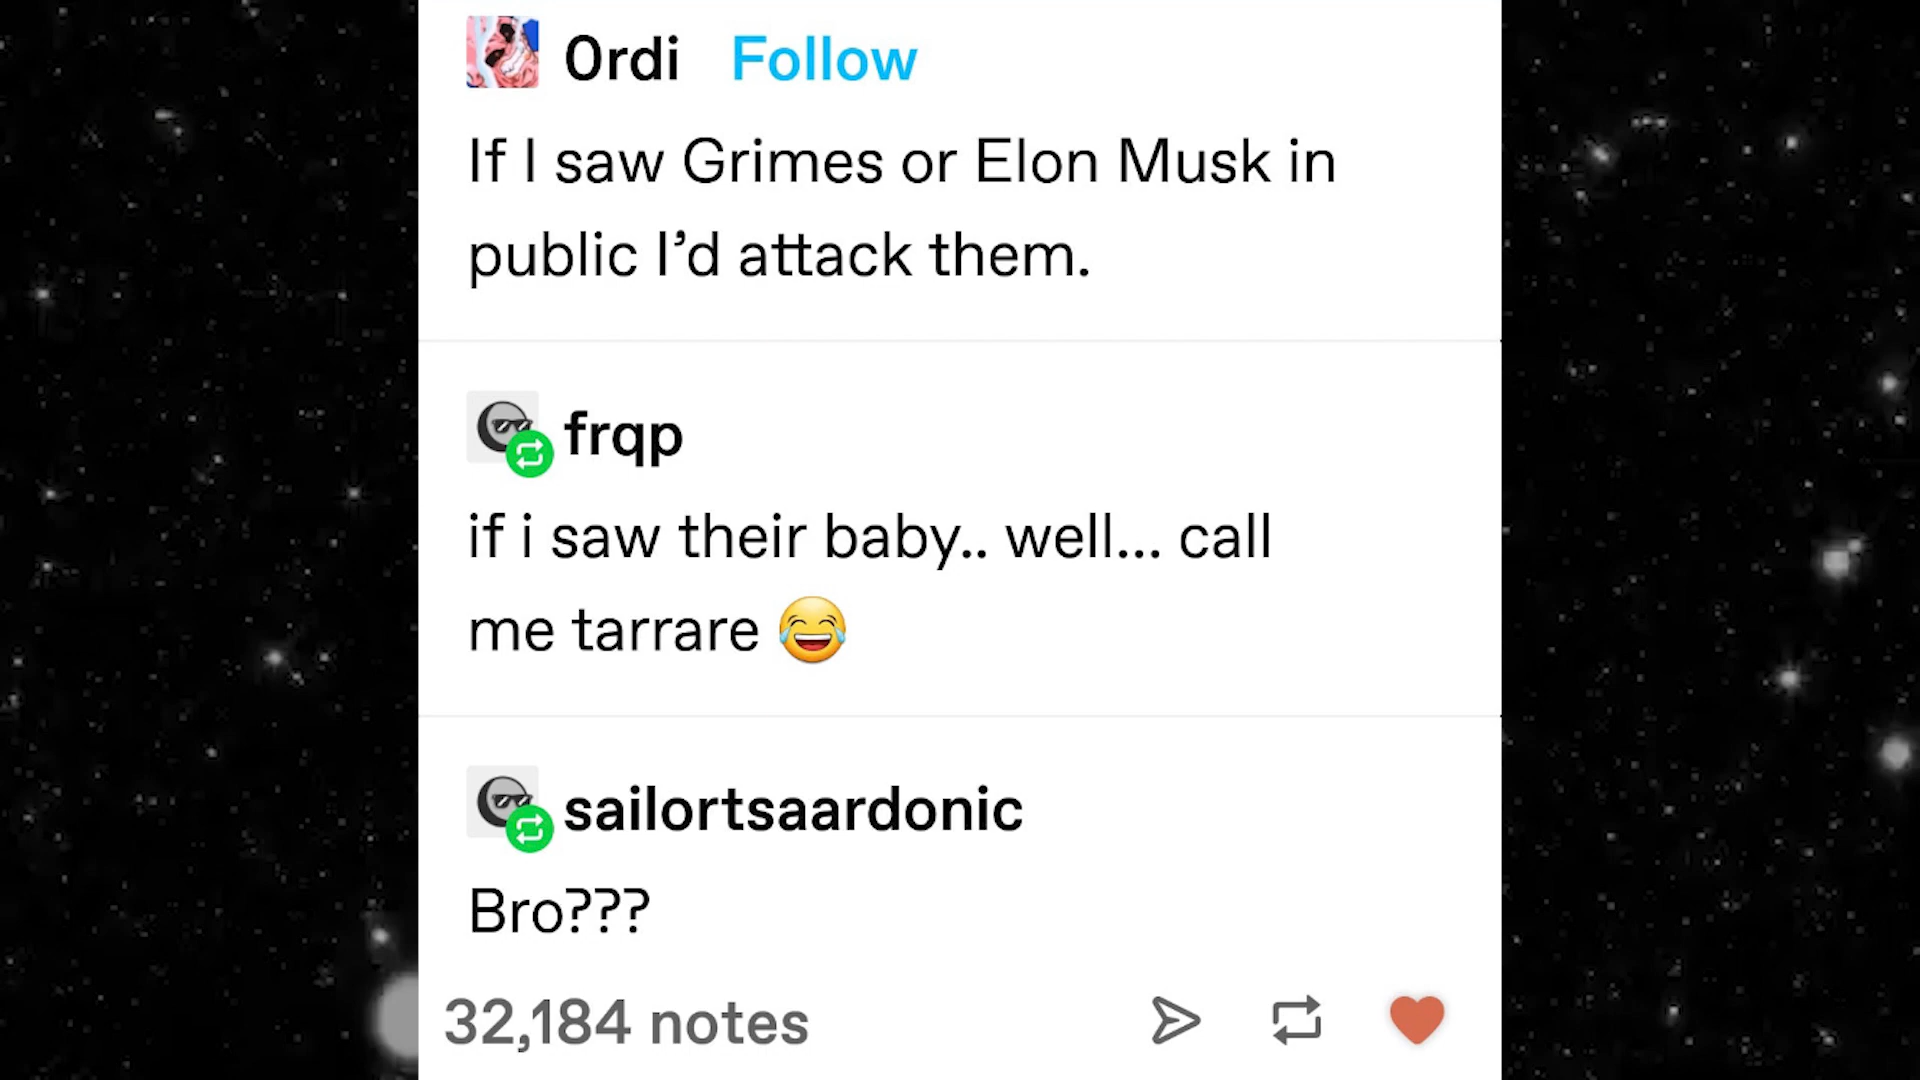 Ordi Follow
If I saw Grimes or Elon Musk in
public I’d attack them.
frqp
if i saw their baby.. well... call
me tarrare 😂
sailortsaardonic
Bro???
32,184 notes